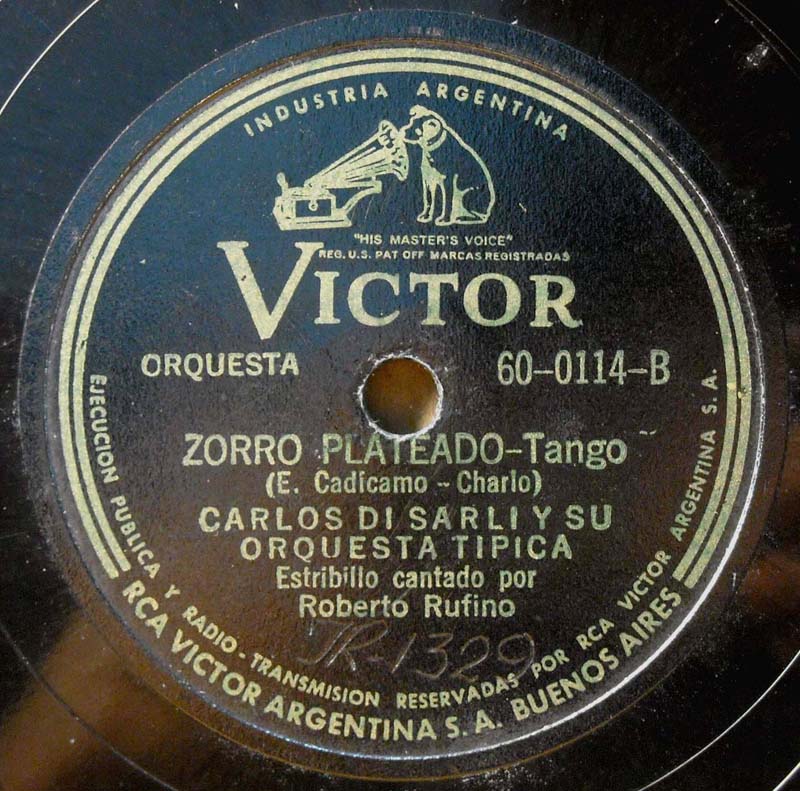 INDUSTRIA ARGENTINA
"HIS MASTER'S VOICE"
REG. U.S. PAT OFF MARCAS REGISTRADAS
VICTOR
ORQUESTA
60-0114-B
ZORRO PLATEADO-Tango
(E. Cadicamo - Charlo)
CARLOS DI SARLI Y SU
ORQUESTA TIPICA
Estribillo cantado por
Roberto Rufino
JR-1329
EJECUCION PUBLICA Y RADIO-TRANSMISION RESERVADAS POR RCA VICTOR ARGENTINA S.A.
RCA VICTOR ARGENTINA S.A. BUENOS AIRES